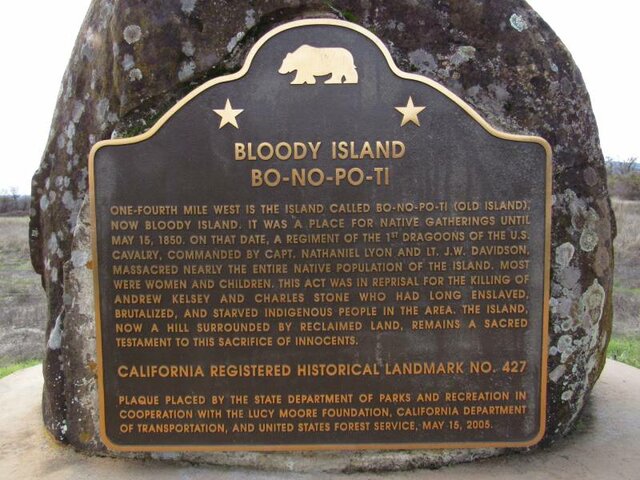 BLOODY ISLAND
BO-NO-PO-TI
ONE-FOURTH MILE WEST IS THE ISLAND CALLED BO-NO-PO-TI (OLD ISLAND),
NOW BLOODY ISLAND. IT WAS A PLACE FOR NATIVE GATHERINGS UNTIL
MAY 15, 1850. ON THAT DATE, A REGIMENT OF THE 1ST DRAGOONS OF THE U.S.
CAVALRY, COMMANDED BY CAPT. NATHANIEL LYON AND LT. J.W. DAVIDSON,
MASSACRED NEARLY THE ENTIRE NATIVE POPULATION OF THE ISLAND. MOST
WERE WOMEN AND CHILDREN. THIS ACT WAS IN REPRISAL FOR THE KILLING OF
ANDREW KELSEY AND CHARLES STONE WHO HAD LONG ENSLAVED,
BRUTALIZED, AND STARVED INDIGENOUS PEOPLE IN THE AREA. THE ISLAND,
NOW A HILL SURROUNDED BY RECLAIMED LAND, REMAINS A SACRED
TESTAMENT TO THIS SACRIFICE OF INNOCENTS.
CALIFORNIA REGISTERED HISTORICAL LANDMARK NO. 427
PLAQUE PLACED BY THE STATE DEPARTMENT OF PARKS AND RECREATION IN
COOPERATION WITH THE LUCY MOORE FOUNDATION, CALIFORNIA DEPARTMENT
OF TRANSPORTATION, AND UNITED STATES FOREST SERVICE, MAY 15, 2005.